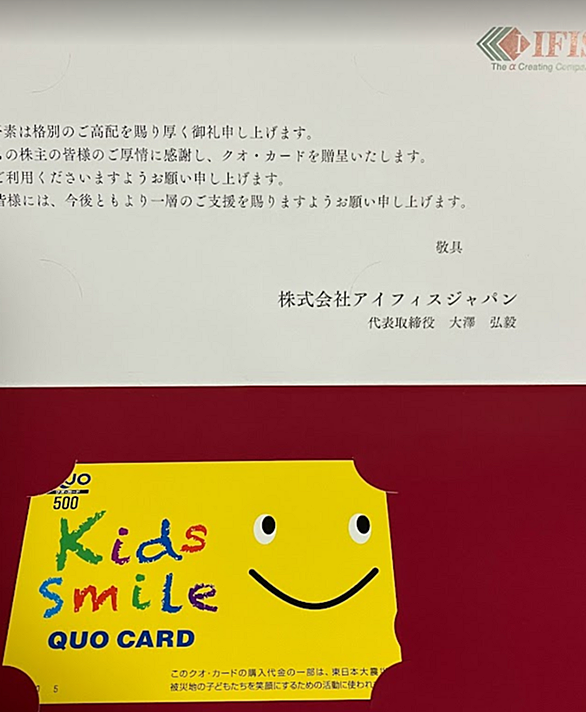 IFIS
The α Creating Compa
素は格別のご高配を賜り厚く御礼申し上げます。
の株主の皆様のご厚情に感謝し、クオ・カードを贈呈いたします。
ご利用くださいますようお願い申し上げます。
皆様には、今後ともより一層のご支援を賜りますようお願い申し上げます。
敬具
株式会社アイフィスジャパン
代表取締役 大澤 弘毅
QUO
クオ・カード
500
Kids
Smile
QUO CARD
このクオ・カードの購入代金の一部は、東日本大震
被災地の子どもたちを笑顔にするための活動に使われ
5